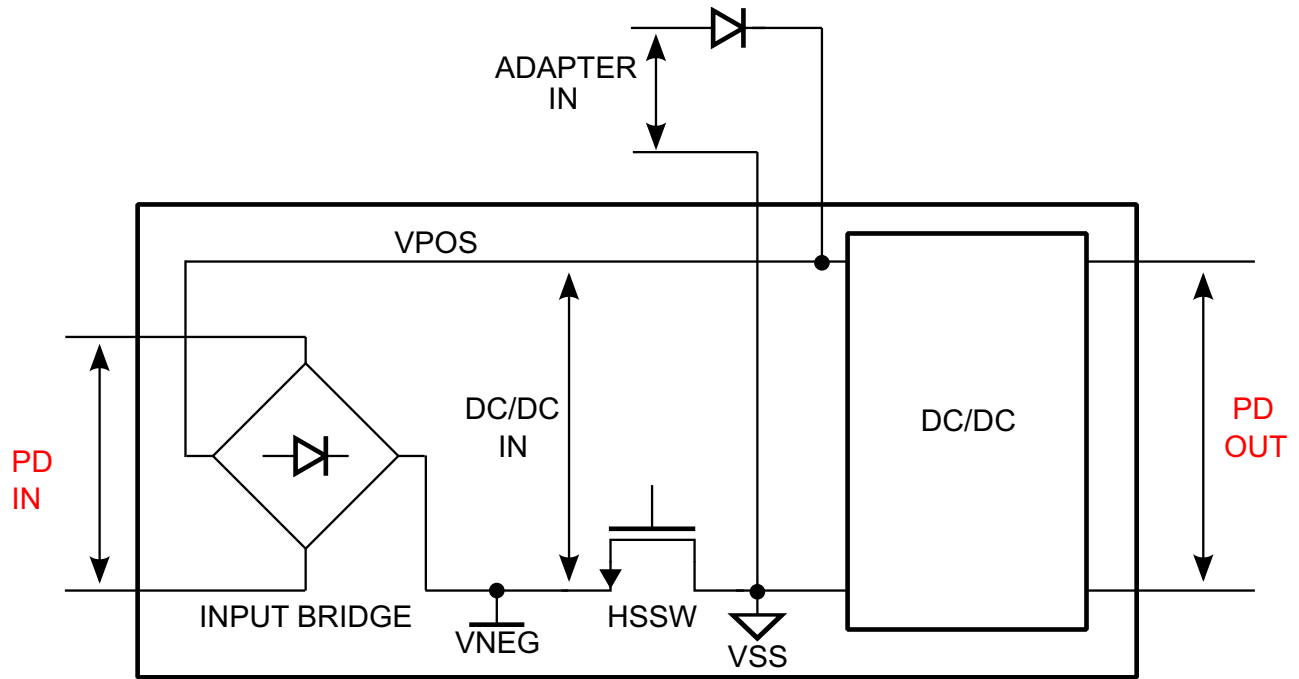 ADAPTER
IN
VPOS
DC/DC
IN
DC/DC
PD
OUT
PD
IN
INPUT BRIDGE
VNEG
HSSW
VSS